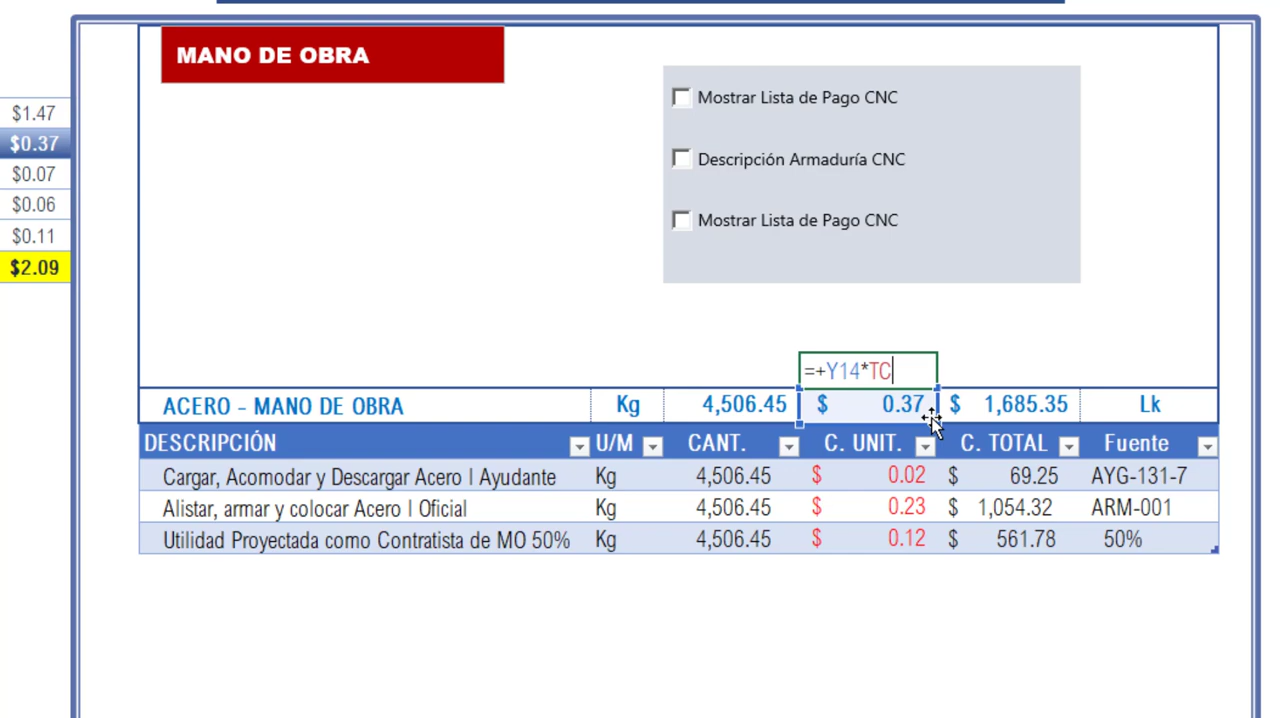 MANO DE OBRA
Mostrar Lista de Pago CNC
$1.47
$0.37
Descripción Armaduría CNC
$0.07
$0.06
Mostrar Lista de Pago CNC
$0.11
$2.09
=+Y14*TC
ACERO - MANO DE OBRA Kg 4,506.45 $ 0.37 $ 1,685.35 Lk
DESCRIPCIÓN U/M CANT. C. UNIT. C. TOTAL Fuente
Cargar, Acomodar y Descargar Acero | Ayudante Kg 4,506.45 $ 0.02 $ 69.25 AYG-131-7
Alistar, armar y colocar Acero | Oficial Kg 4,506.45 $ 0.23 $ 1,054.32 ARM-001
Utilidad Proyectada como Contratista de MO 50% Kg 4,506.45 $ 0.12 $ 561.78 50%